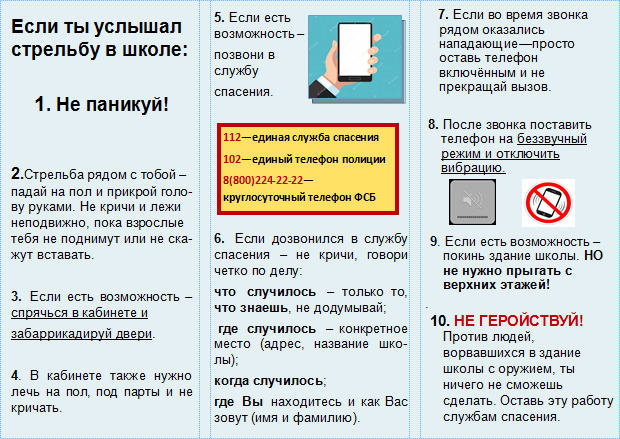 Если ты услышал
стрельбу в школе:
1. Не паникуй!
2.Стрельба рядом с тобой –
падай на пол и прикрой голо-
ву руками. Не кричи и лежи
неподвижно, пока взрослые
тебя не поднимут или не ска-
жут вставать.
3. Если есть возможность –
спрячься в кабинете и
забаррикадируй двери.
4. В кабинете также нужно
лечь на пол, под парты и не
кричать.
5. Если есть
возможность –
позвони в
службу
спасения.
112—единая служба спасения
102—единый телефон полиции
8(800)224-22-22—
круглосуточный телефон ФСБ
6. Если дозвонился в службу
спасения – не кричи, говори
четко по делу:
что случилось – только то,
что знаешь, не додумывай;
где случилось – конкретное
место (адрес, название шко-
лы);
когда случилось;
где Вы находитесь и как Вас
зовут (имя и фамилию).
7. Если во время звонка
рядом оказались
нападающие—просто
оставь телефон
включённым и не
прекращай вызов.
8. После звонка поставить
телефон на беззвучный
режим и отключить
вибрацию.
9. Если есть возможность –
покинь здание школы. НО
не нужно прыгать с
верхних этажей!
10. НЕ ГЕРОЙСТВУЙ!
Против людей,
ворвавшихся в здание
школы с оружием, ты
ничего не сможешь
сделать. Оставь эту работу
службам спасения.